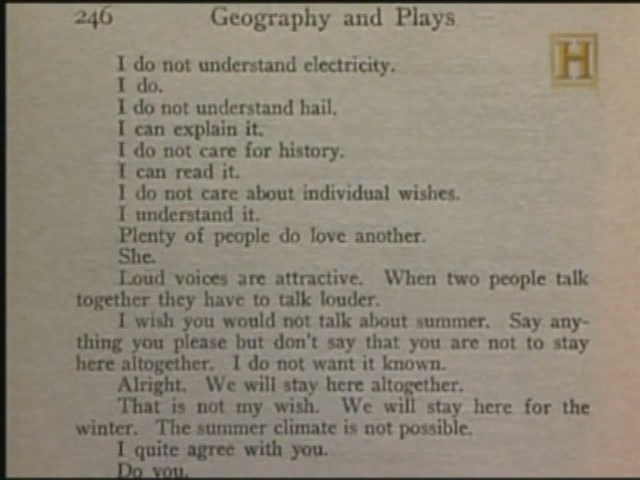 246 Geography and Plays
H
I do not understand electricity.
I do.
I do not understand hail.
I can explain it.
I do not care for history.
I can read it.
I do not care about individual wishes.
I understand it.
Plenty of people do love another.
She.
Loud voices are attractive. When two people talk
together they have to talk louder.
I wish you would not talk about summer. Say any-
thing you please but don't say that you are not to stay
here altogether. I do not want it known.
Alright. We will stay here altogether.
That is not my wish. We will stay here for the
winter. The summer climate is not possible.
I quite agree with you.
Do you.